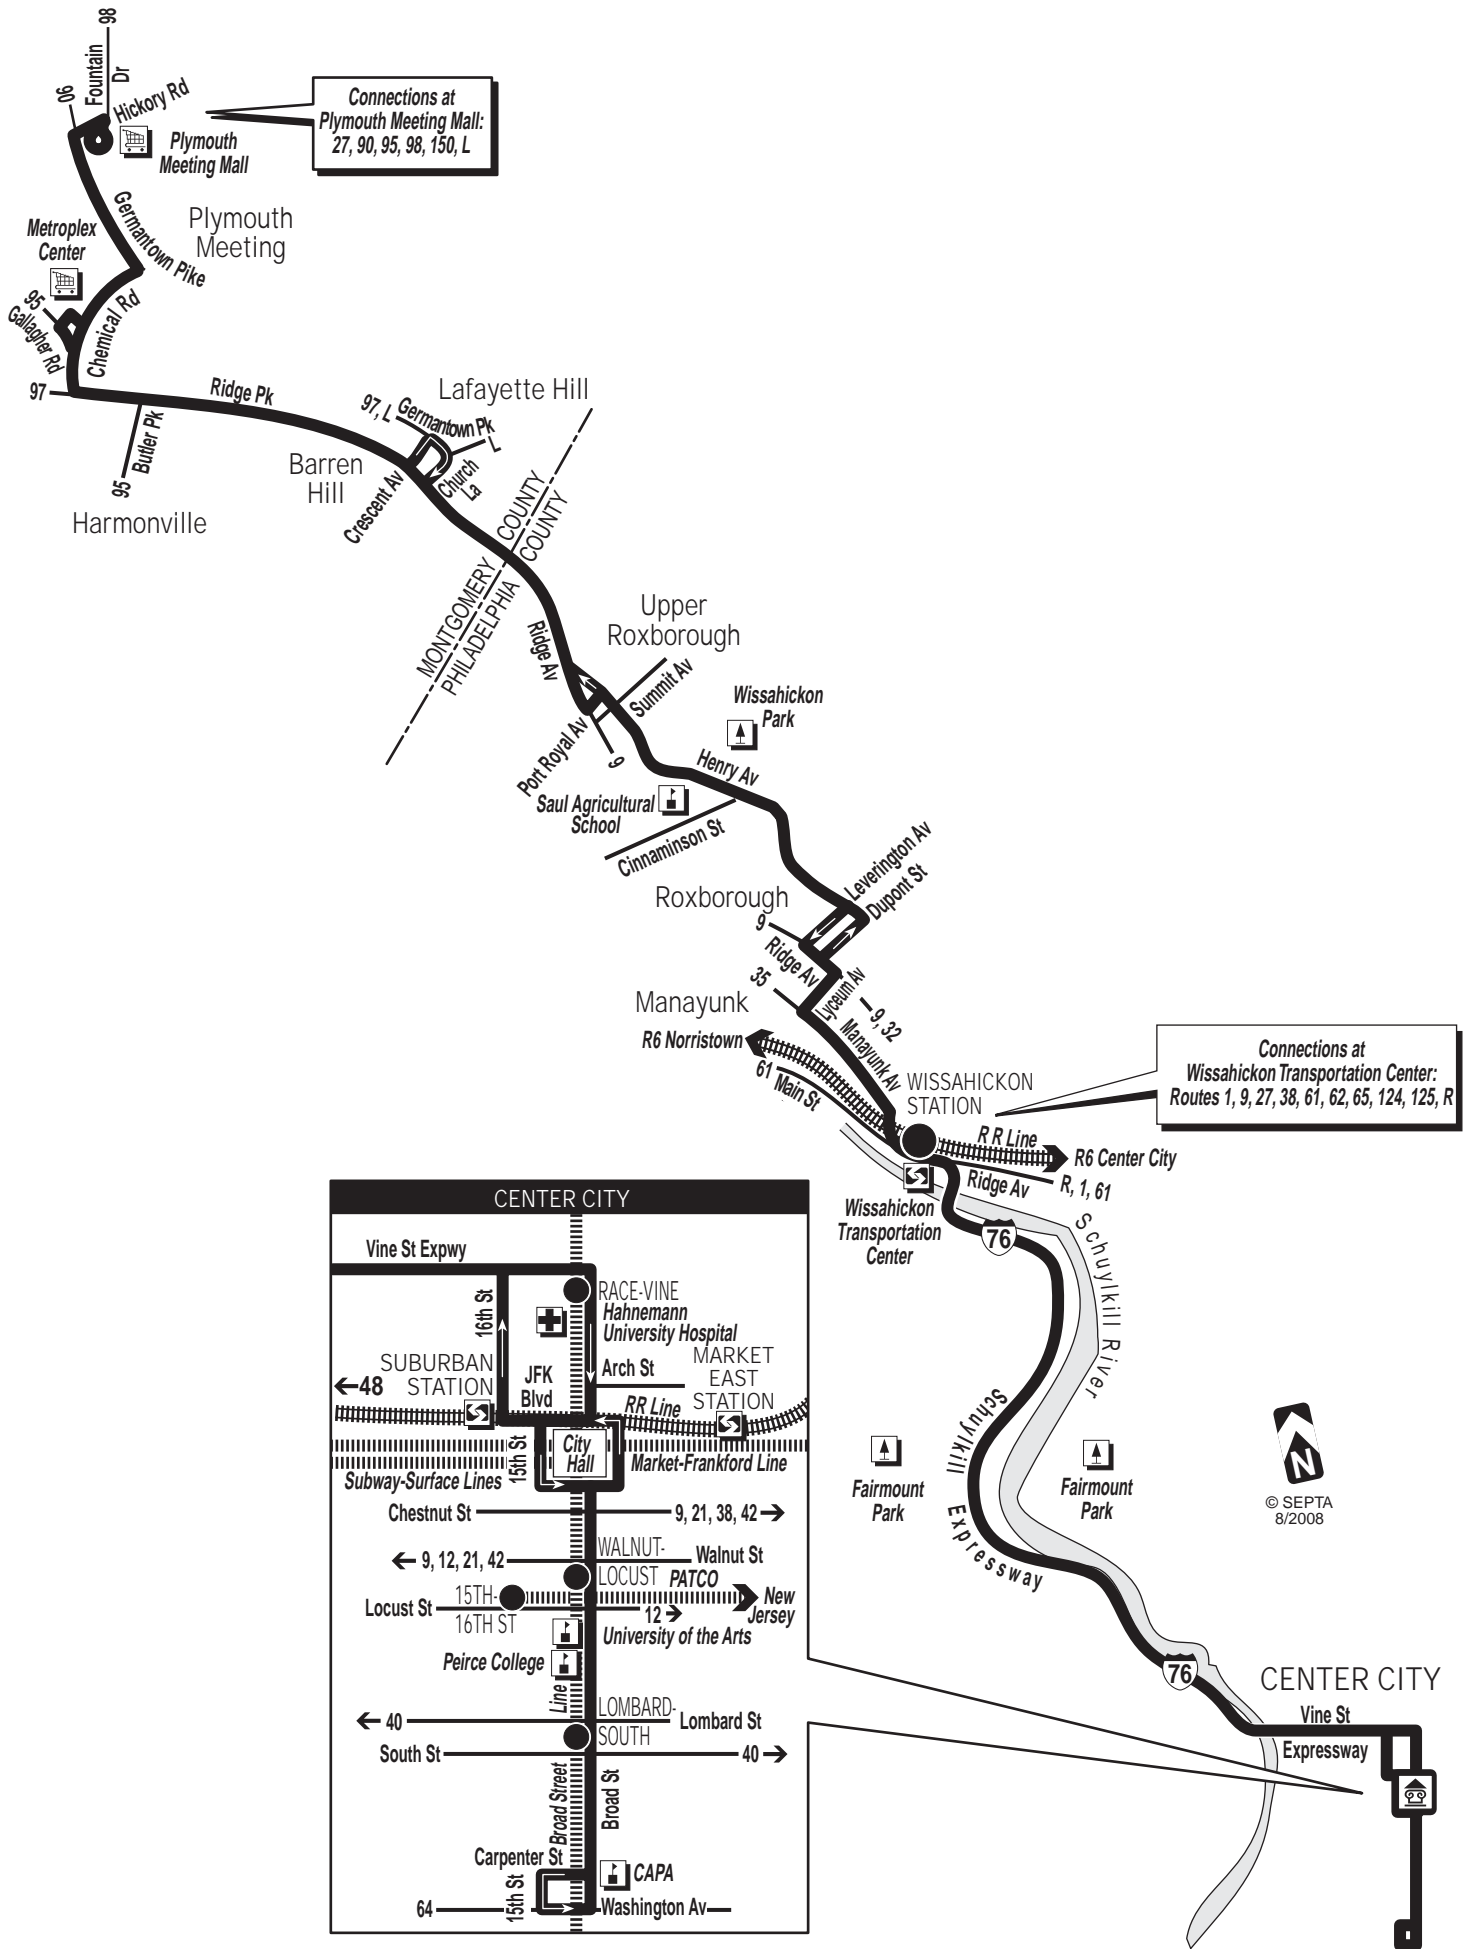 98
Fountain
Dr
90
Hickory Rd
Plymouth
Meeting Mall
Connections at
Plymouth Meeting Mall:
27, 90, 95, 98, 150, L
Germantown Pike
Plymouth
Meeting
Metroplex
Center
95
Gallagher Rd
Chemical Rd
97
Ridge Pk
95
Butler Pk
Harmonville
Lafayette Hill
97, L
Germantown Pk
L
Church
La
Barren
Hill
Crescent Av
MONTGOMERY COUNTY
PHILADELPHIA COUNTY
Ridge Av
Upper
Roxborough
Summit Av
Port Royal Av
9
Wissahickon
Park
Henry Av
Saul Agricultural
School
Cinnaminson St
Leverington Av
Dupont St
Roxborough
9
Ridge Av
35
Lyceum Av
9, 32
Manayunk
Manayunk Av
R6 Norristown
61
Main St
WISSAHICKON
STATION
Connections at
Wissahickon Transportation Center:
Routes 1, 9, 27, 38, 61, 62, 65, 124, 125, R
R R Line
R6 Center City
Ridge Av
R, 1, 61
Wissahickon
Transportation
Center
76
Schuylkill River
Schuylkill Expressway
Fairmount
Park
Fairmount
Park
N
© SEPTA
8/2008
76
CENTER CITY
Vine St
Expressway
CENTER CITY
Vine St Expwy
16th St
RACE-VINE
Hahnemann
University Hospital
SUBURBAN
STATION
48
JFK
Blvd
Arch St
MARKET
EAST
STATION
RR Line
15th St
City
Hall
Subway-Surface Lines
Market-Frankford Line
Chestnut St
9, 21, 38, 42
9, 12, 21, 42
WALNUT-
LOCUST
Walnut St
PATCO
New
Jersey
15TH-
16TH ST
Locust St
12
University of the Arts
Peirce College
40
LOMBARD-
SOUTH
Lombard St
South St
40
Broad Street Line
Broad St
Carpenter St
CAPA
15th St
64
Washington Av